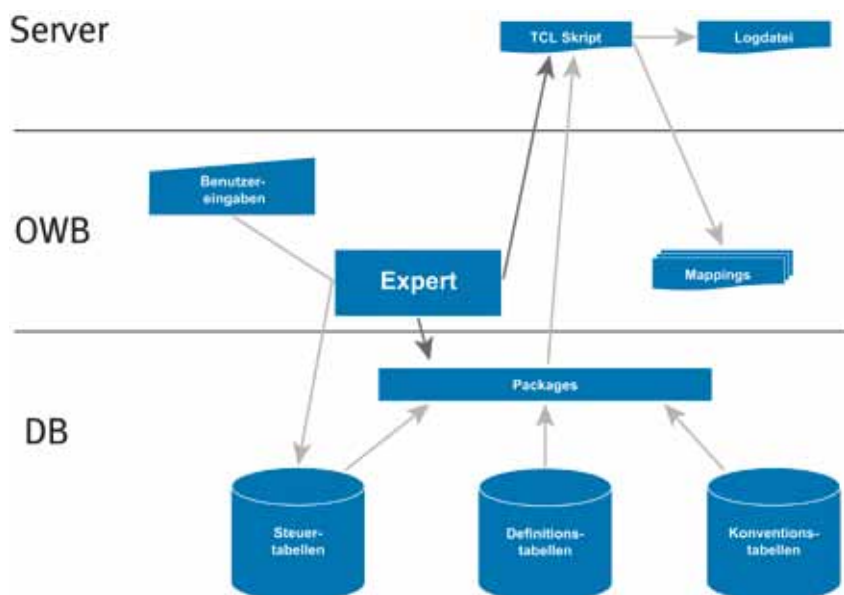 Server
TCL Skript
Logdatei
Benutzer-
eingaben
OWB
Expert
Mappings
Packages
DB
Steuer-
tabellen
Definitions-
tabellen
Konventions-
tabellen